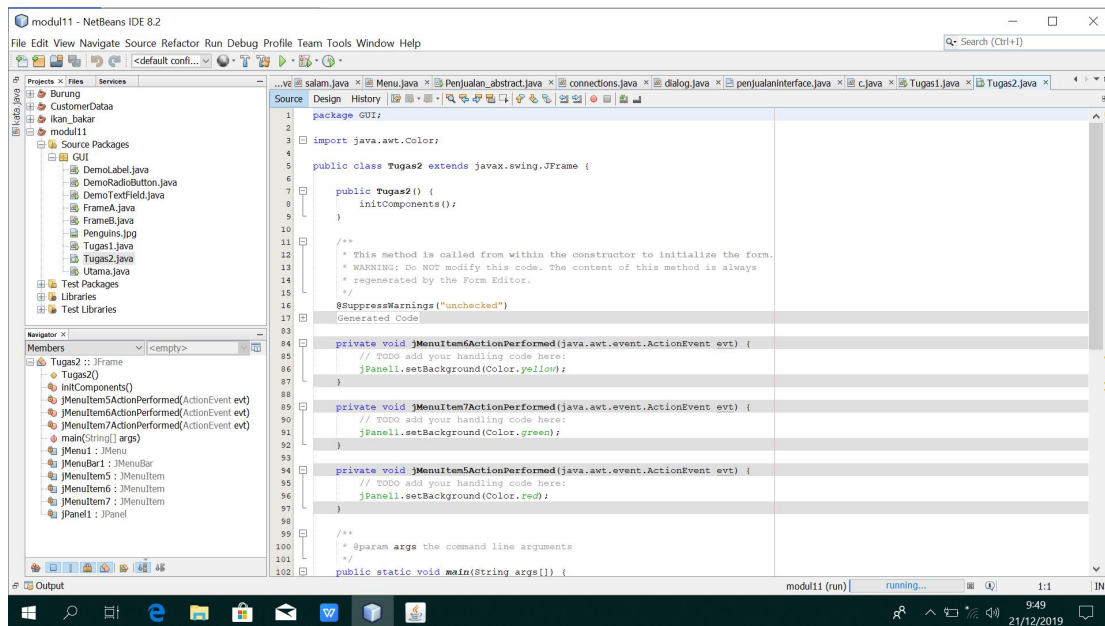 modul11 - NetBeans IDE 8.2
File Edit View Navigate Source Refactor Run Debug Profile Team Tools Window Help
Search (Ctrl+I)
<default confi...
Projects Files Services
Burung
CustomerDataa
ikan_bakar
modul11
Source Packages
GUI
DemoLabel.java
DemoRadioButton.java
DemoTextField.java
FrameA.java
FrameB.java
Penguins.jpg
Tugas1.java
Tugas2.java
Utama.java
Test Packages
Libraries
Test Libraries
kata.java
Navigator
Members <empty>
Tugas2 :: JFrame
Tugas2()
initComponents()
jMenuItem5ActionPerformed(ActionEvent evt)
jMenuItem6ActionPerformed(ActionEvent evt)
jMenuItem7ActionPerformed(ActionEvent evt)
main(String[] args)
jMenu1 : JMenu
jMenuBar1 : JMenuBar
jMenuItem5 : JMenuItem
jMenuItem6 : JMenuItem
jMenuItem7 : JMenuItem
jPanel1 : JPanel
...va salam.java Menu.java Penjualan_abstract.java connections.java dialog.java penjualaninterface.java c.java Tugas1.java Tugas2.java
Source Design History
1 package GUI;
2
3 import java.awt.Color;
4
5 public class Tugas2 extends javax.swing.JFrame {
6
7 public Tugas2() {
8 initComponents();
9 }
10
11 /**
12 * This method is called from within the constructor to initialize the form.
13 * WARNING: Do NOT modify this code. The content of this method is always
14 * regenerated by the Form Editor.
15 */
16 @SuppressWarnings("unchecked")
17 Generated Code
83
84 private void jMenuItem6ActionPerformed(java.awt.event.ActionEvent evt) {
85 // TODO add your handling code here:
86 jPanel1.setBackground(Color.yellow);
87 }
88
89 private void jMenuItem7ActionPerformed(java.awt.event.ActionEvent evt) {
90 // TODO add your handling code here:
91 jPanel1.setBackground(Color.green);
92 }
93
94 private void jMenuItem5ActionPerformed(java.awt.event.ActionEvent evt) {
95 // TODO add your handling code here:
96 jPanel1.setBackground(Color.red);
97 }
98
99 /**
100 * @param args the command line arguments
101 */
102 public static void main(String args[]) {
Output
modul11 (run) running... 1:1 IN
9:49
21/12/2019